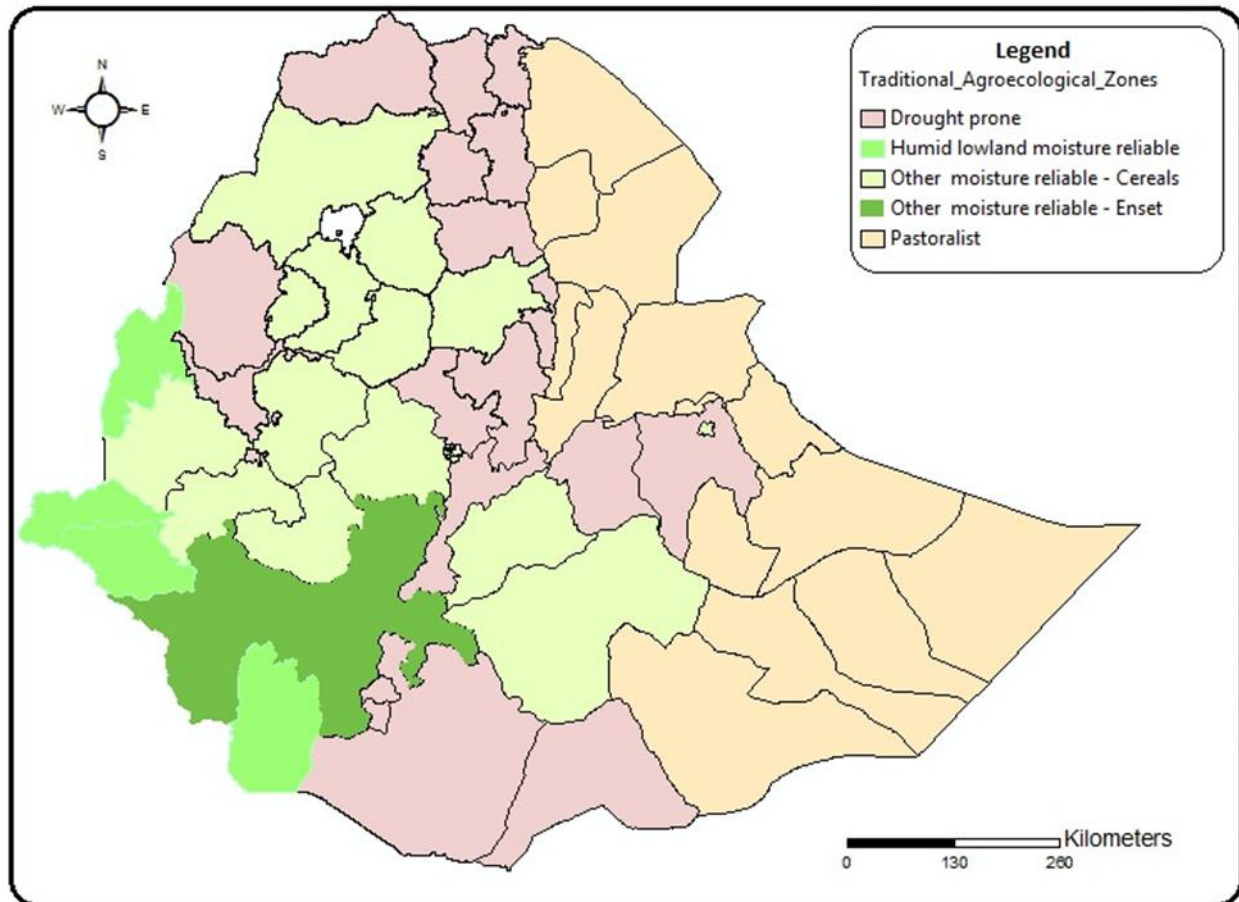 N
W E
S
Legend
Traditional_Agroecological_Zones
Drought prone
Humid lowland moisture reliable
Other moisture reliable - Cereals
Other moisture reliable - Enset
Pastoralist
Kilometers
0 130 260